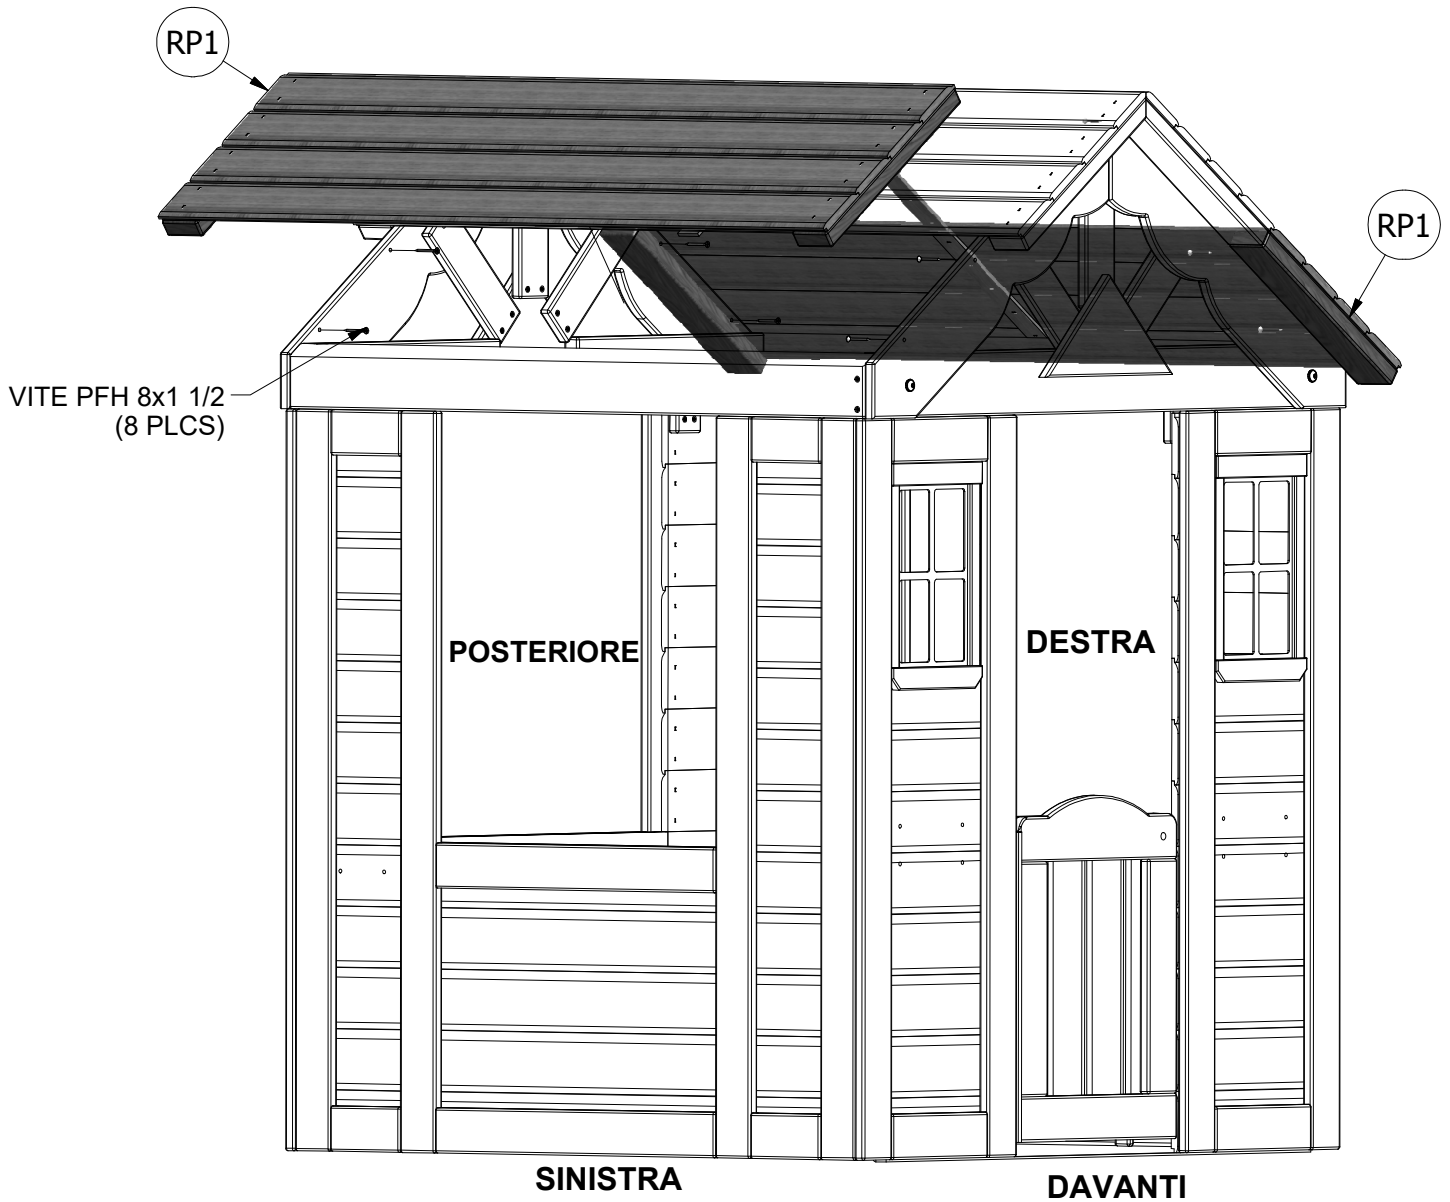 RP1
RP1
VITE PFH 8x1 1/2
(8 PLCS)
POSTERIORE
DESTRA
SINISTRA
DAVANTI